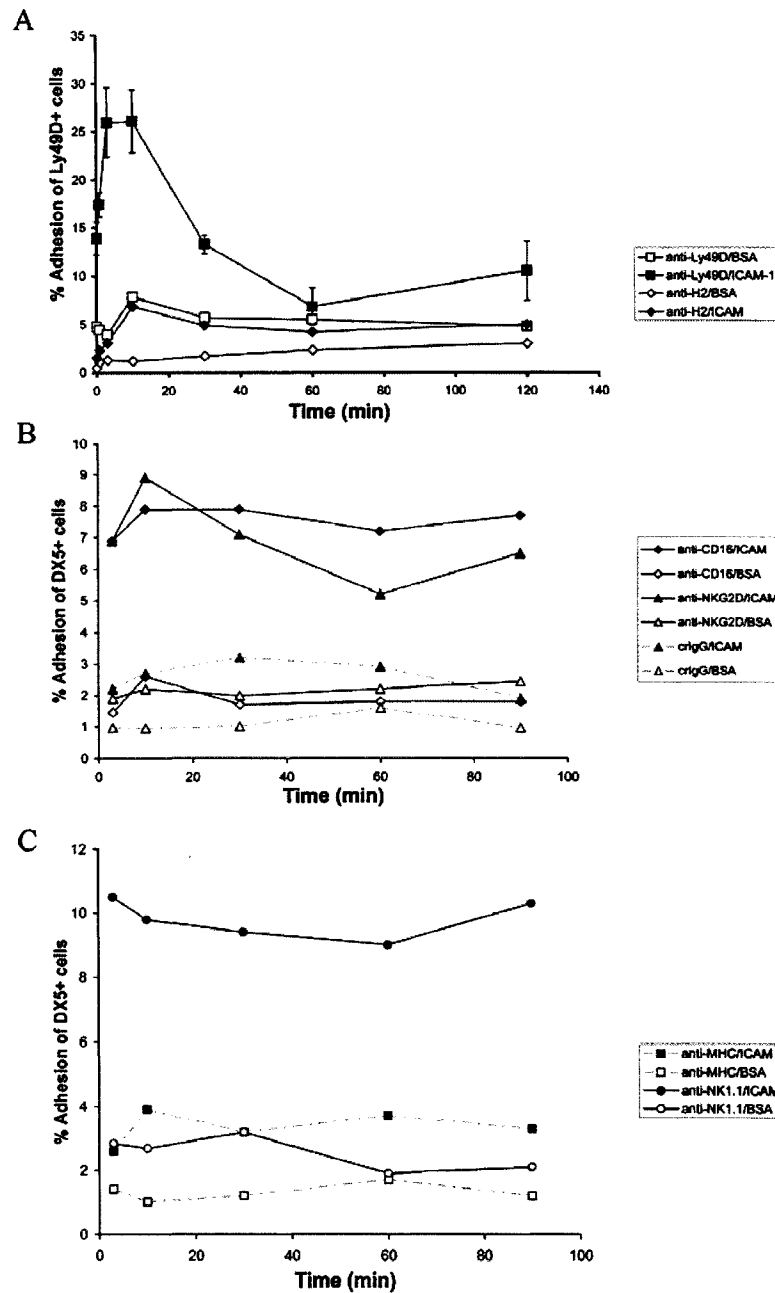 A
% Adhesion of Ly49D+ cells
35
30
25
20
15
10
5
0
0 20 40 60 80 100 120 140
Time (min)
anti-Ly49D/BSA
anti-Ly49D/ICAM-1
anti-H2/BSA
anti-H2/ICAM
B
% Adhesion of DX5+ cells
10
9
8
7
6
5
4
3
2
1
0
0 20 40 60 80 100
Time (min)
anti-CD16/ICAM
anti-CD16/BSA
anti-NKG2D/ICAM
anti-NKG2D/BSA
crIgG/ICAM
crIgG/BSA
C
% Adhesion of DX5+ cells
12
10
8
6
4
2
0
0 20 40 60 80 100
Time (min)
anti-MHC/ICAM
anti-MHC/BSA
anti-NK1.1/ICAM
anti-NK1.1/BSA